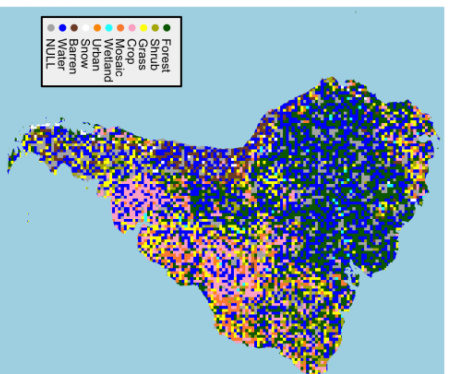 Forest
Shrub
Grass
Crop
Mosaic
Wetland
Urban
Snow
Barren
Water
NULL